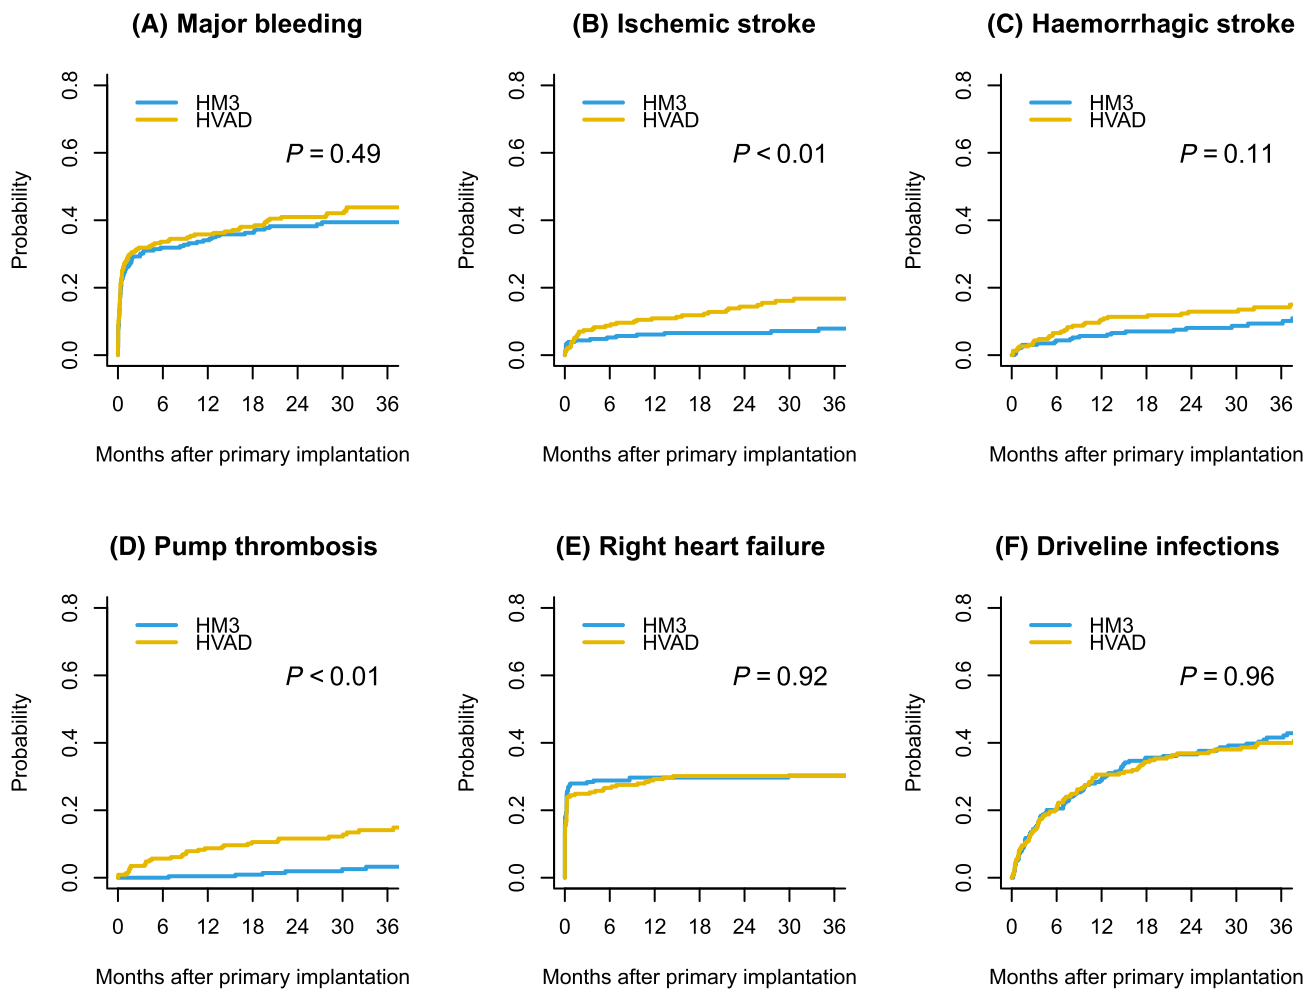 (A) Major bleeding
HM3
HVAD
P = 0.49
Probability
0.8
0.6
0.4
0.2
0.0
0 6 12 18 24 30 36
Months after primary implantation
(B) Ischemic stroke
HM3
HVAD
P < 0.01
Probability
0.8
0.6
0.4
0.2
0.0
0 6 12 18 24 30 36
Months after primary implantation
(C) Haemorrhagic stroke
HM3
HVAD
P = 0.11
Probability
0.8
0.6
0.4
0.2
0.0
0 6 12 18 24 30 36
Months after primary implantation
(D) Pump thrombosis
HM3
HVAD
P < 0.01
Probability
0.8
0.6
0.4
0.2
0.0
0 6 12 18 24 30 36
Months after primary implantation
(E) Right heart failure
HM3
HVAD
P = 0.92
Probability
0.8
0.6
0.4
0.2
0.0
0 6 12 18 24 30 36
Months after primary implantation
(F) Driveline infections
HM3
HVAD
P = 0.96
Probability
0.8
0.6
0.4
0.2
0.0
0 6 12 18 24 30 36
Months after primary implantation